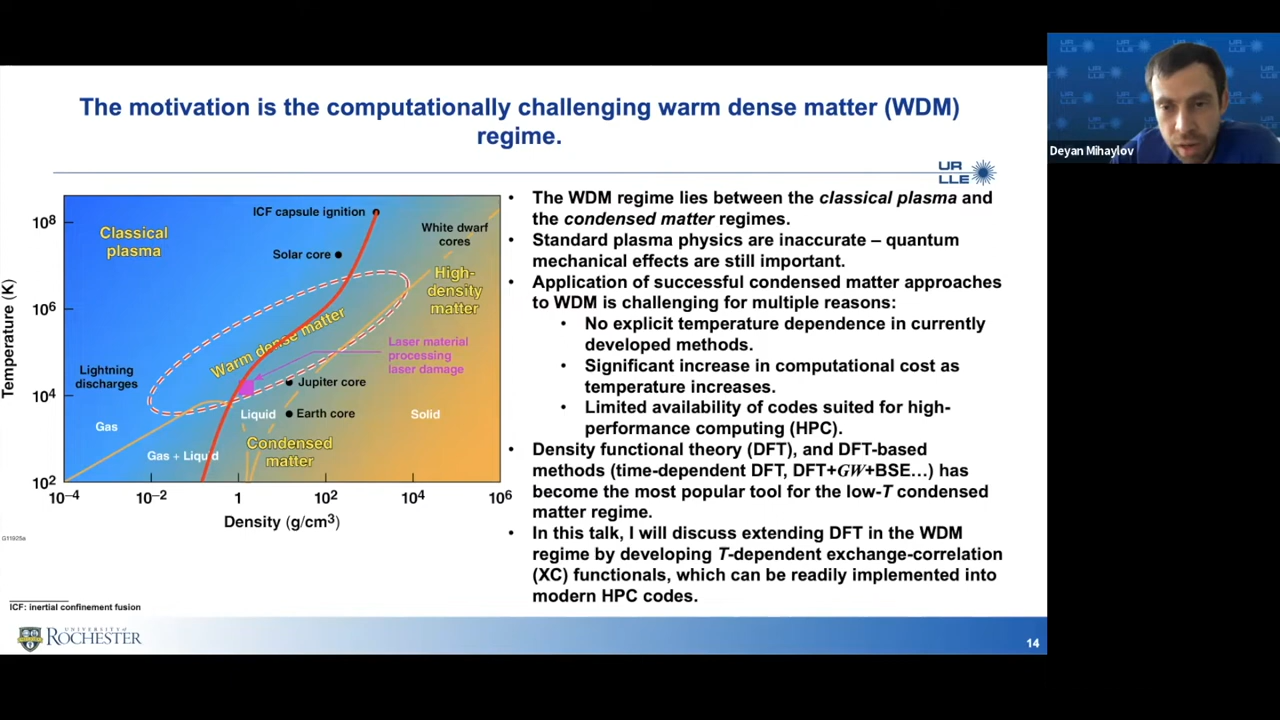 The motivation is the computationally challenging warm dense matter (WDM)
regime.
UR
LLE
Deyan Mihaylov
Temperature (K)
10⁸
10⁶
10⁴
10²
10⁻⁴
10⁻²
1
10²
10⁴
10⁶
Density (g/cm³)
Classical
plasma
ICF capsule ignition
Solar core
White dwarf
cores
High-
density
matter
Warm dense matter
Laser material
processing
laser damage
Lightning
discharges
Jupiter core
Gas
Liquid
Earth core
Solid
Gas + Liquid
Condensed
matter
G11925a
• The WDM regime lies between the classical plasma and
the condensed matter regimes.
• Standard plasma physics are inaccurate – quantum
mechanical effects are still important.
• Application of successful condensed matter approaches
to WDM is challenging for multiple reasons:
• No explicit temperature dependence in currently
developed methods.
• Significant increase in computational cost as
temperature increases.
• Limited availability of codes suited for high-
performance computing (HPC).
• Density functional theory (DFT), and DFT-based
methods (time-dependent DFT, DFT+GW+BSE…) has
become the most popular tool for the low-T condensed
matter regime.
• In this talk, I will discuss extending DFT in the WDM
regime by developing T-dependent exchange-correlation
(XC) functionals, which can be readily implemented into
modern HPC codes.
ICF: inertial confinement fusion
UNIVERSITY of
ROCHESTER
14